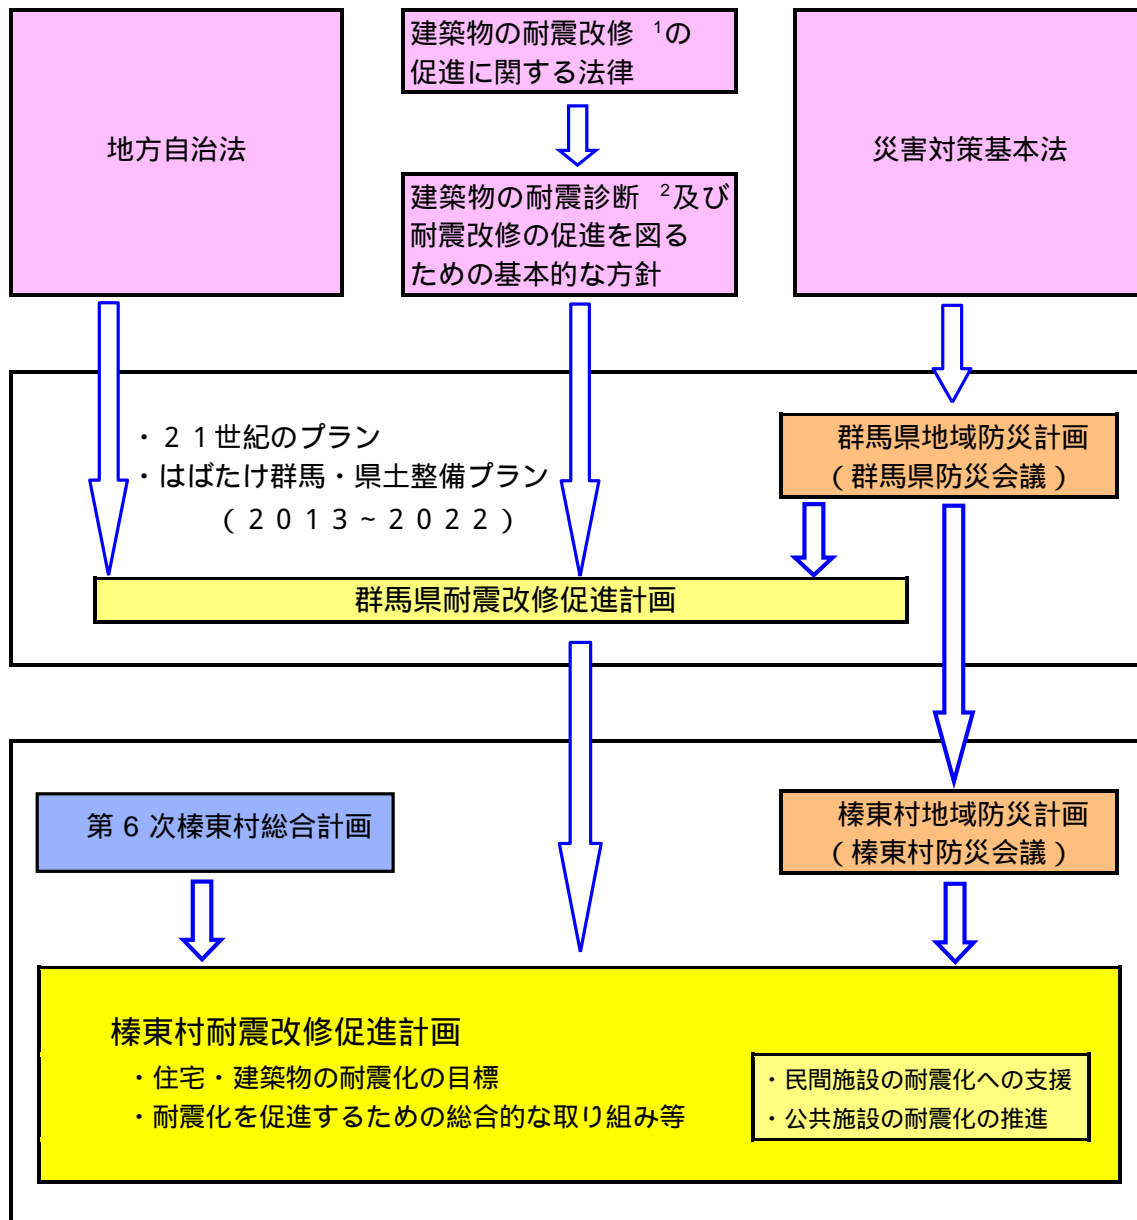 地方自治法
建築物の耐震改修 ¹の
促進に関する法律
建築物の耐震診断 ²及び
耐震改修の促進を図る
ための基本的な方針
災害対策基本法
・２１世紀のプラン
・はばたけ群馬・県土整備プラン
（２０１３~２０２２）
群馬県地域防災計画
（群馬県防災会議）
群馬県耐震改修促進計画
第６次榛東村総合計画
榛東村地域防災計画
（榛東村防災会議）
榛東村耐震改修促進計画
・住宅・建築物の耐震化の目標
・耐震化を促進するための総合的な取り組み等
・民間施設の耐震化への支援
・公共施設の耐震化の推進